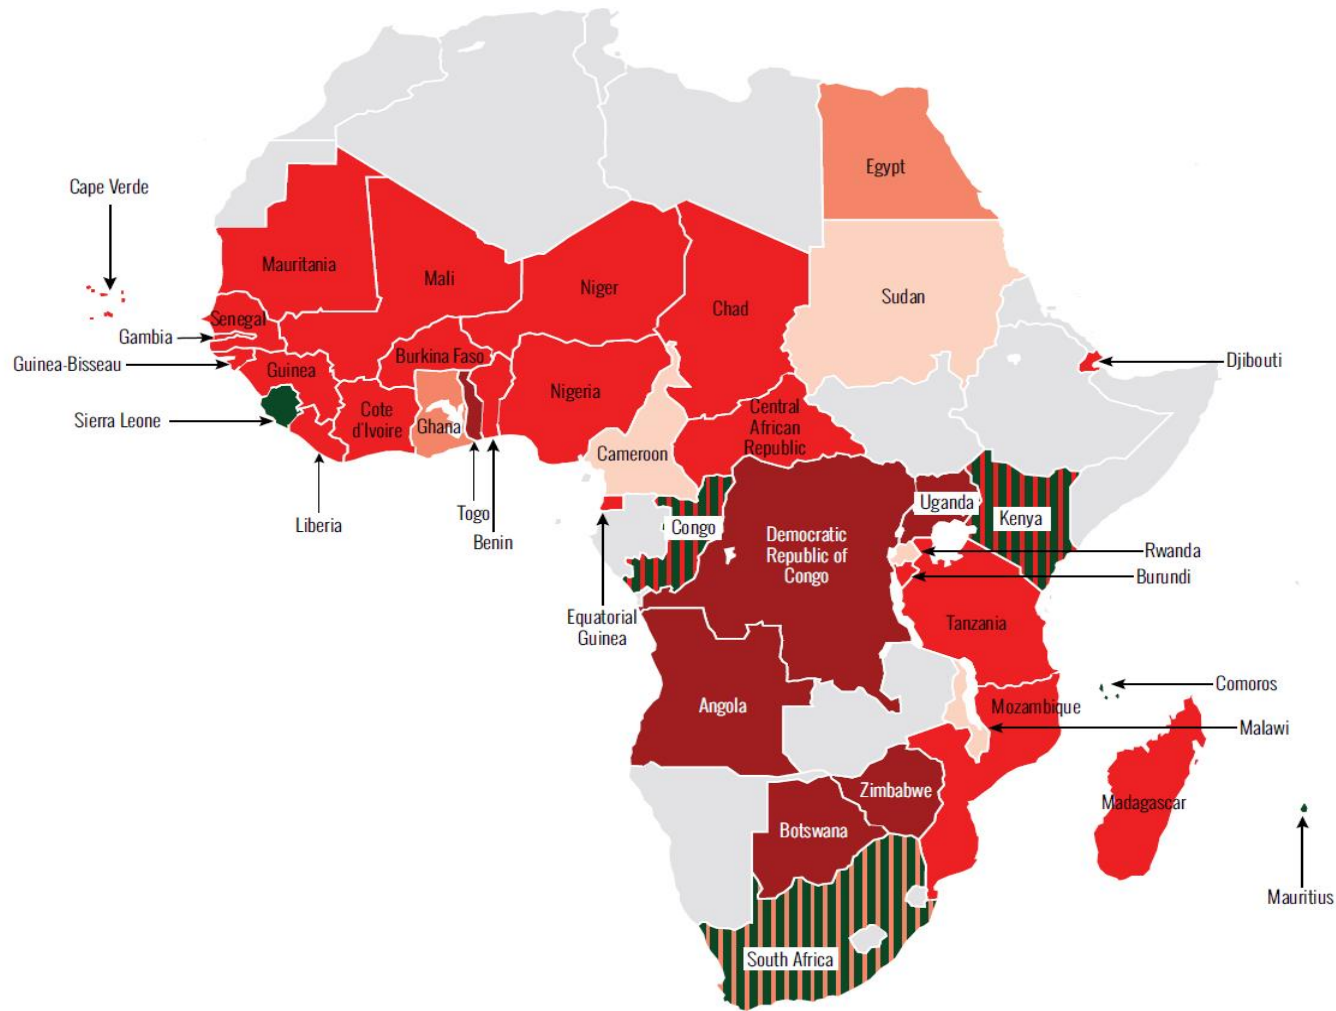 Egypt
Cape Verde
Mauritania
Mali
Niger
Sudan
Chad
Senegal
Gambia
Guinea-Bisseau
Burkina Faso
Guinea
Djibouti
Nigeria
Sierra Leone
Cote
d'Ivoire
Ghana
Central
African
Republic
Cameroon
Liberia
Togo
Benin
Uganda
Kenya
Congo
Democratic
Republic of
Congo
Rwanda
Burundi
Equatorial
Guinea
Tanzania
Comoros
Angola
Mozambique
Malawi
Zimbabwe
Madagascar
Botswana
Mauritius
South Africa